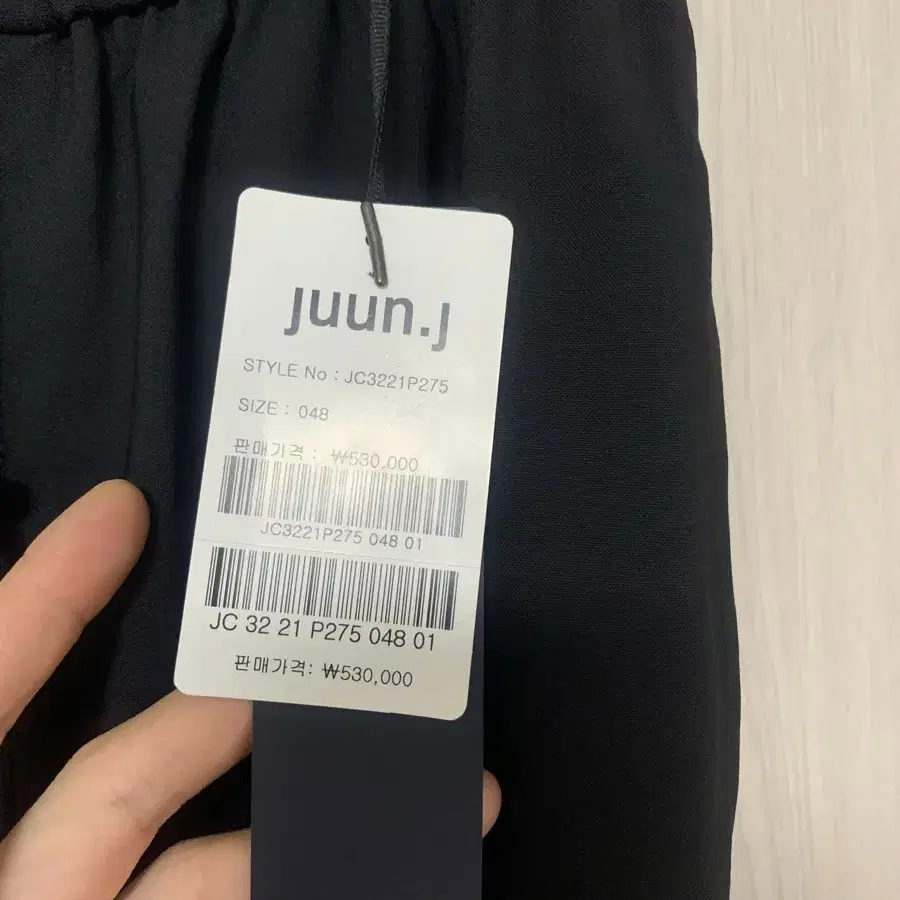 juun.j
STYLE No : JC3221P275
SIZE : 048
판매가격 : ₩530,000
JC3221P275 048 01
JC 32 21 P275 048 01
판매가격: ₩530,000